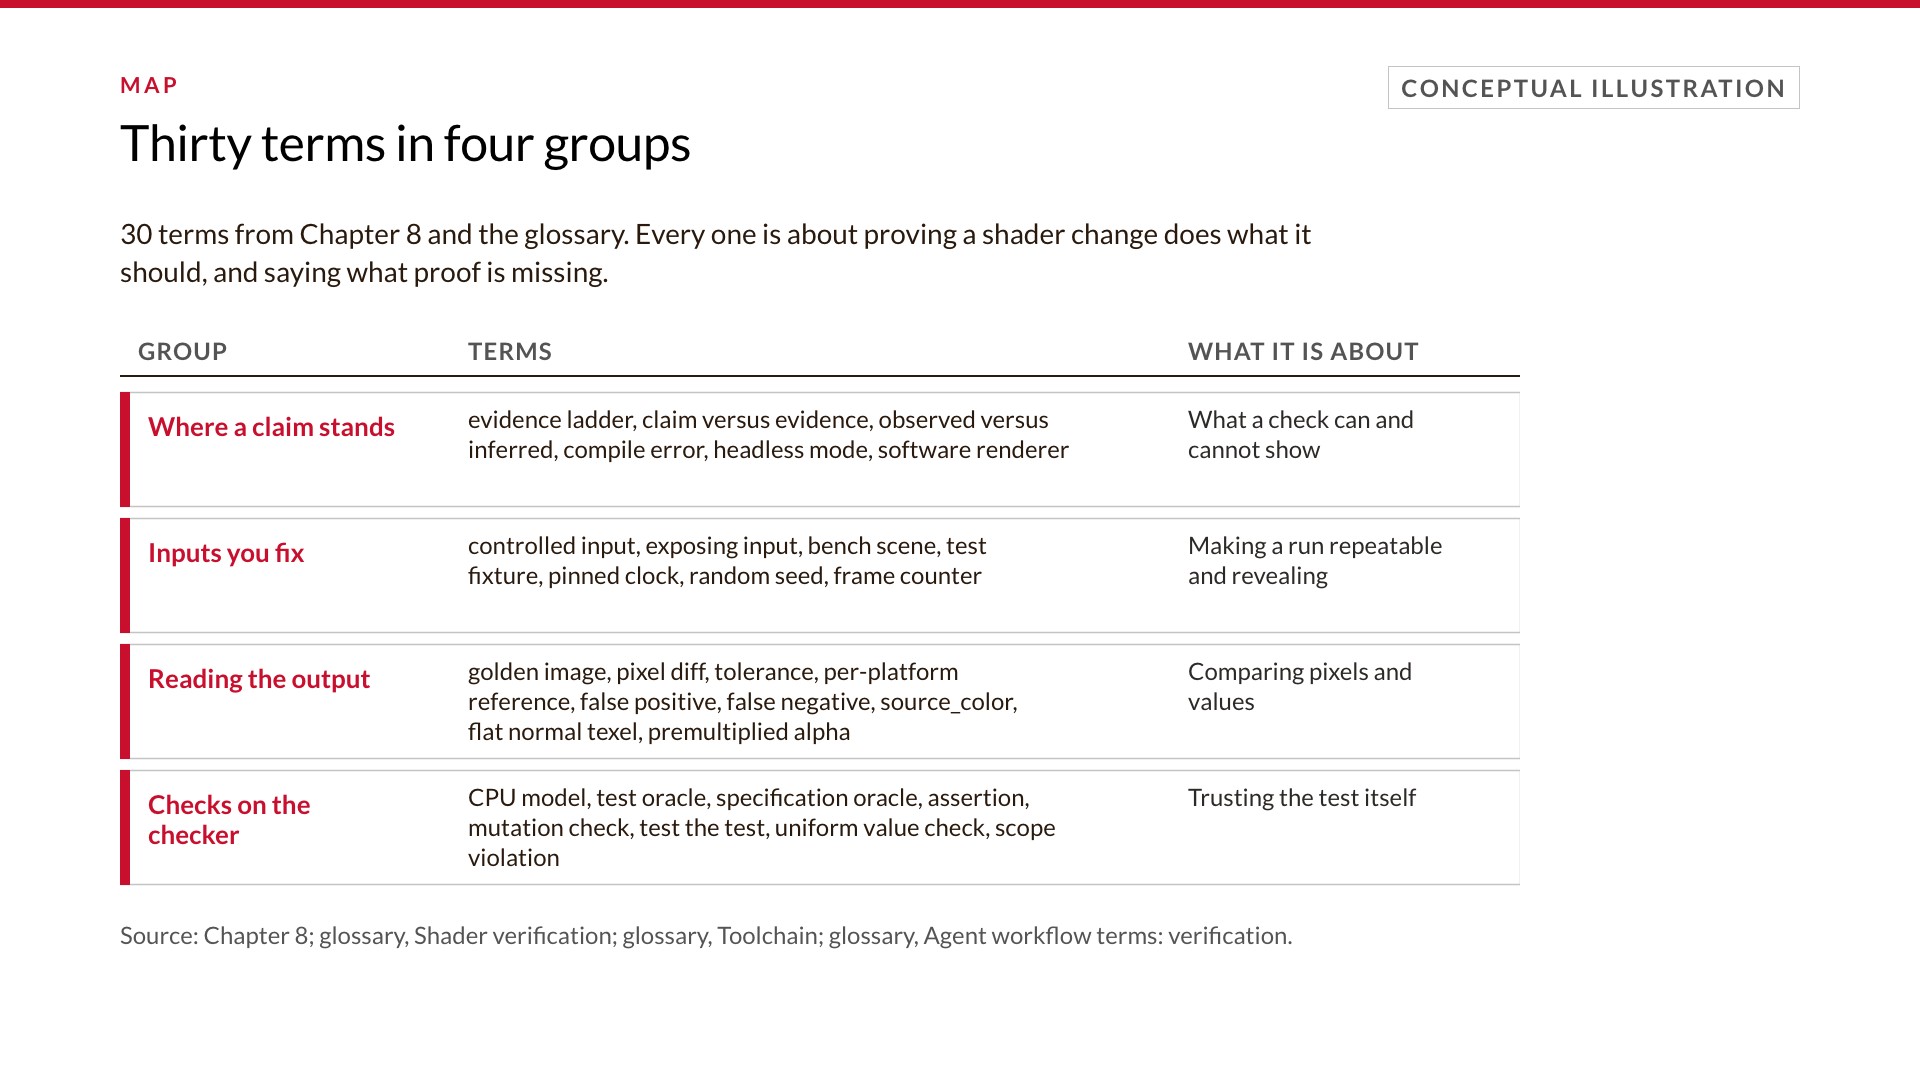 MAP
CONCEPTUAL ILLUSTRATION
Thirty terms in four groups
30 terms from Chapter 8 and the glossary. Every one is about proving a shader change does what it
should, and saying what proof is missing.
GROUP
TERMS
WHAT IT IS ABOUT
Where a claim stands
evidence ladder, claim versus evidence, observed versus
inferred, compile error, headless mode, software renderer
What a check can and
cannot show
Inputs you fix
controlled input, exposing input, bench scene, test
fixture, pinned clock, random seed, frame counter
Making a run repeatable
and revealing
Reading the output
golden image, pixel diff, tolerance, per-platform
reference, false positive, false negative, source_color,
flat normal texel, premultiplied alpha
Comparing pixels and
values
Checks on the
checker
CPU model, test oracle, specification oracle, assertion,
mutation check, test the test, uniform value check, scope
violation
Trusting the test itself
Source: Chapter 8; glossary, Shader verification; glossary, Toolchain; glossary, Agent workflow terms: verification.